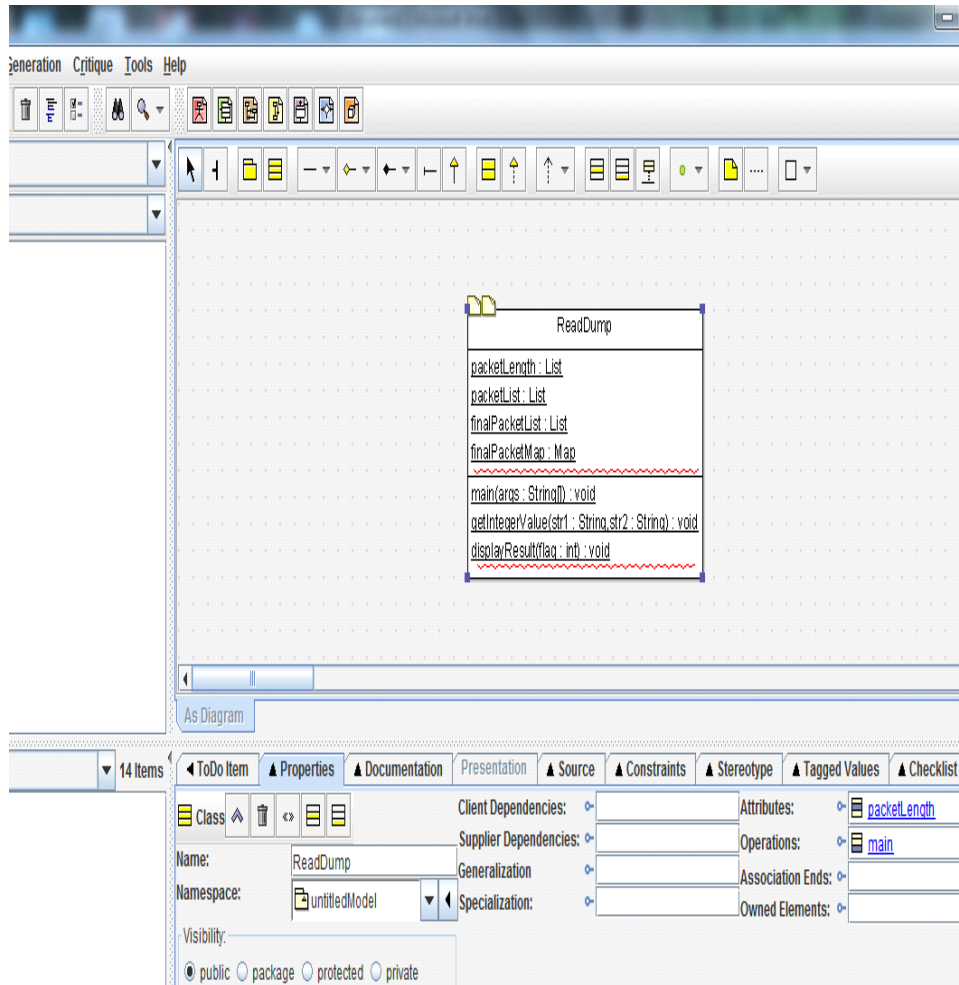 Generation Critique Tools Help
ReadDump
packetLength : List
packetList : List
finalPacketList : List
finalPacketMap : Map
main(args : String[]) : void
getIntegerValue(str1 : String,str2 : String) : void
displayResult(flag : int) : void
As Diagram
14 Items
ToDo Item Properties Documentation Presentation Source Constraints Stereotype Tagged Values Checklist
Class
Name: ReadDump
Namespace: untitledModel
Visibility:
public package protected private
Client Dependencies:
Supplier Dependencies:
Generalization
Specialization:
Attributes: packetLength
Operations: main
Association Ends:
Owned Elements: